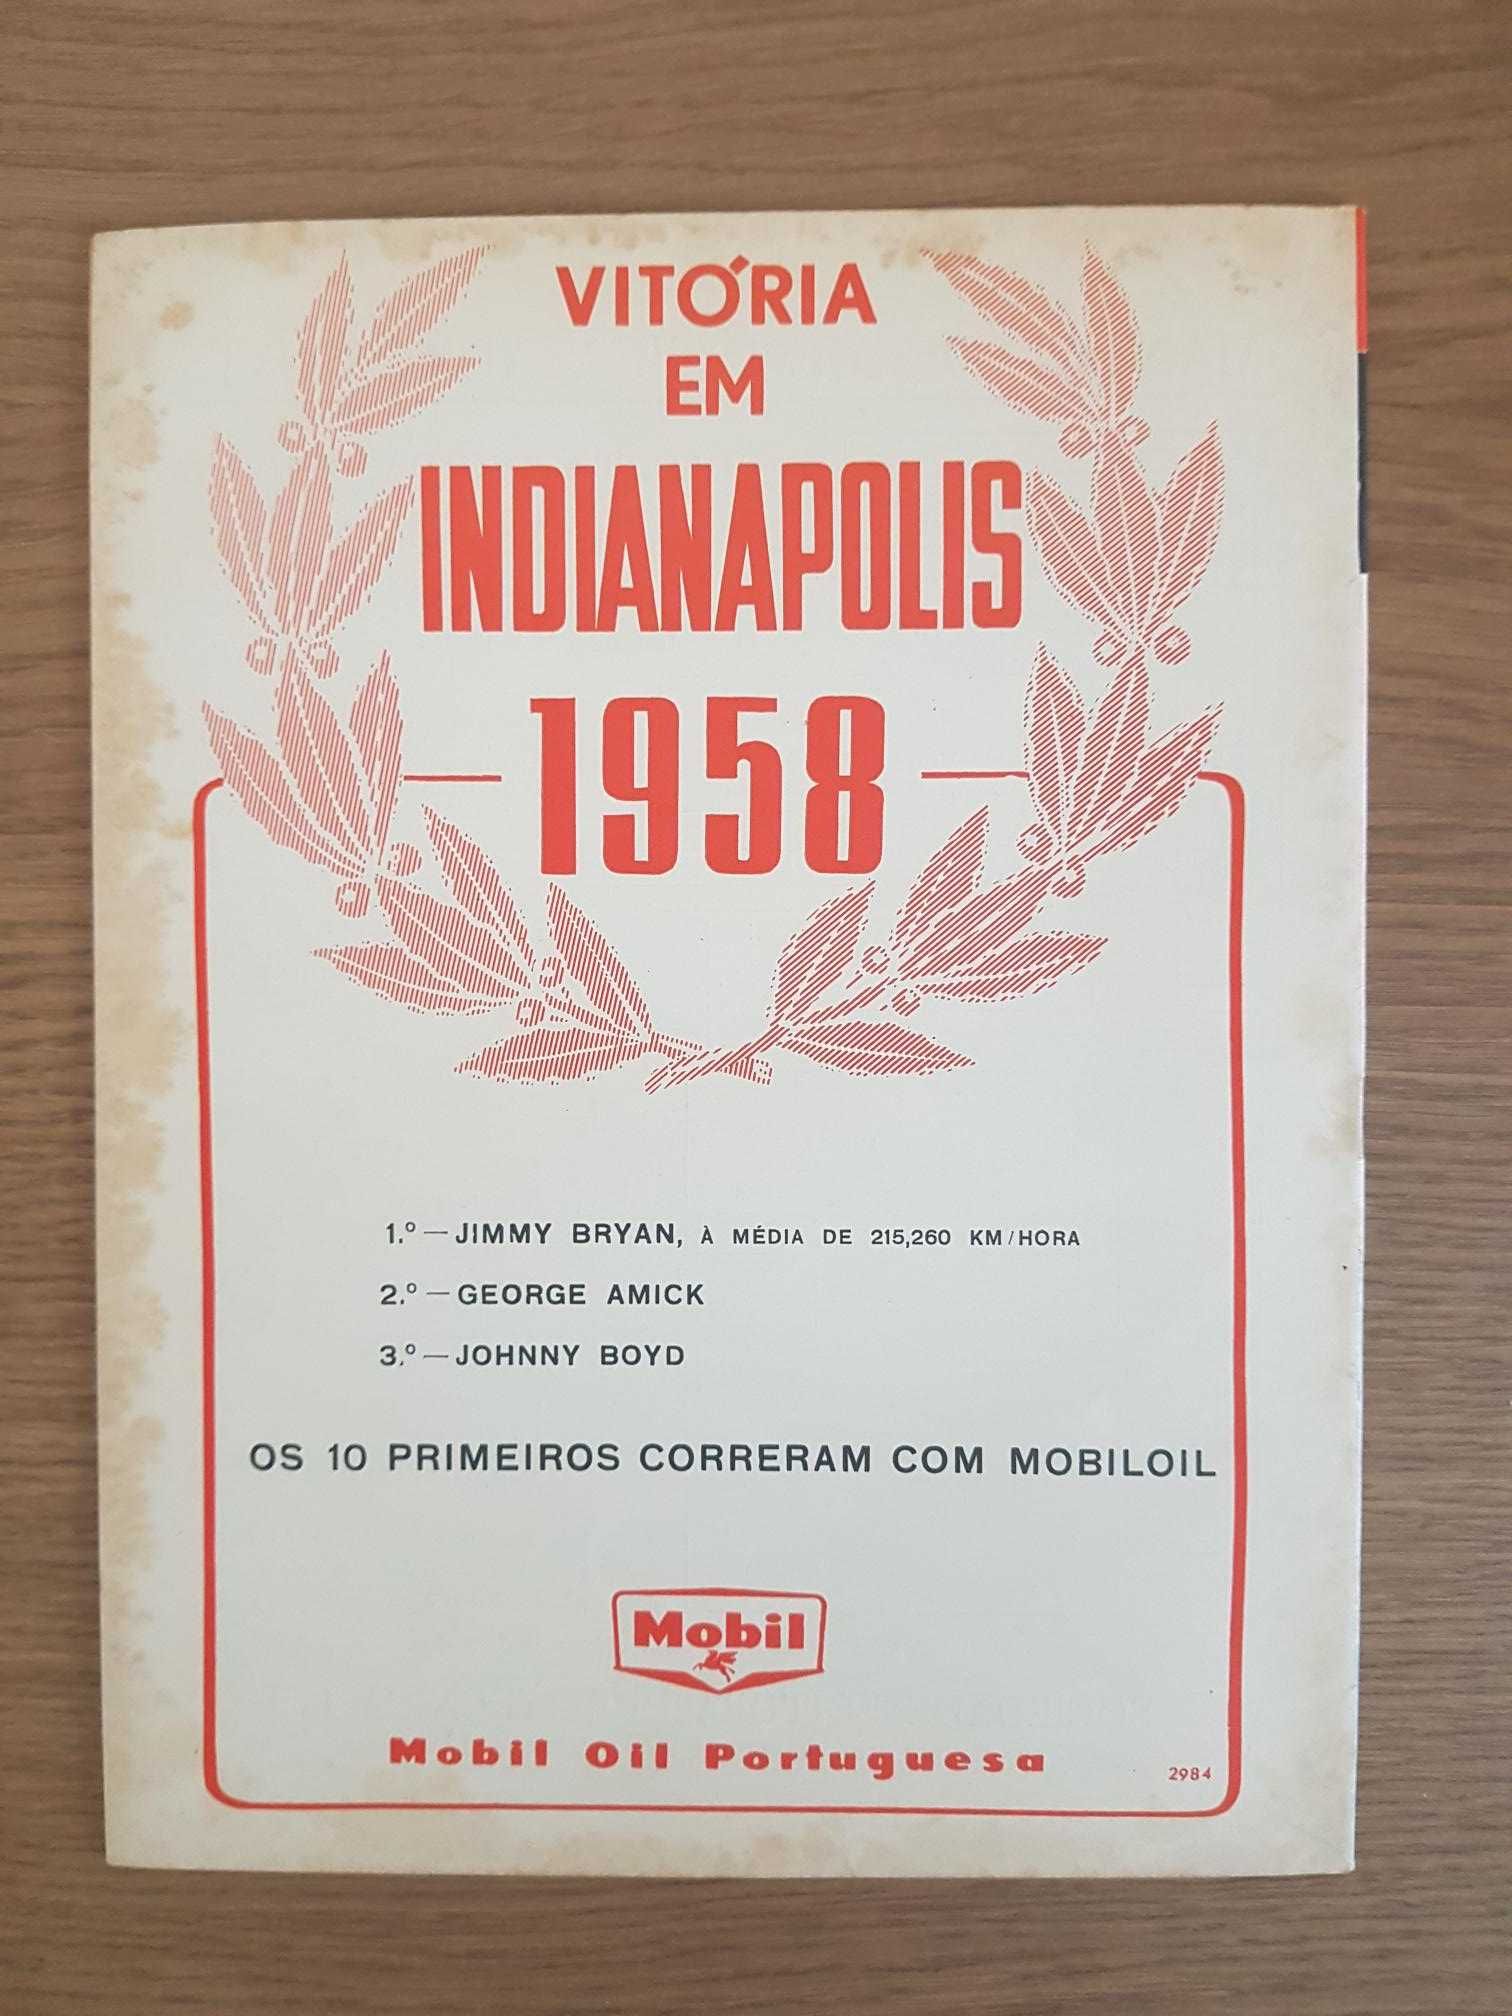 VITÓRIA
EM
INDIANAPOLIS
1958
1.º — JIMMY BRYAN, À MÉDIA DE 215,260 KM/HORA
2.º — GEORGE AMICK
3.º — JOHNNY BOYD
OS 10 PRIMEIROS CORRERAM COM MOBILOIL
Mobil
Mobil Oil Portuguesa
2984